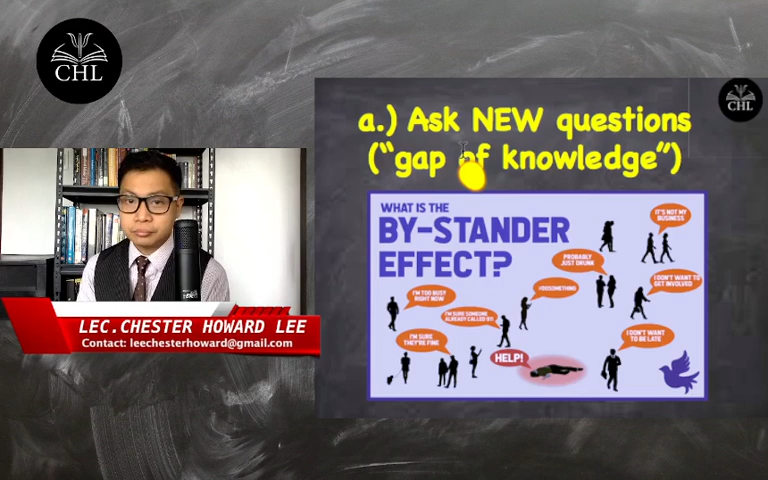 CHL
CHL
a.) Ask NEW questions
("gap of knowledge")
WHAT IS THE
BY-STANDER
EFFECT?
IT'S NOT MY
BUSINESS
PROBABLY
JUST DRUNK
I DON'T WANT TO
GET INVOLVED
#DOSOMETHING
I'M TOO BUSY
RIGHT NOW
I'M SURE SOMEONE
ALREADY CALLED 911
I'M SURE
THEY'RE FINE
I DON'T WANT
TO BE LATE
HELP!
LEC.CHESTER HOWARD LEE
Contact: leechesterhoward@gmail.com